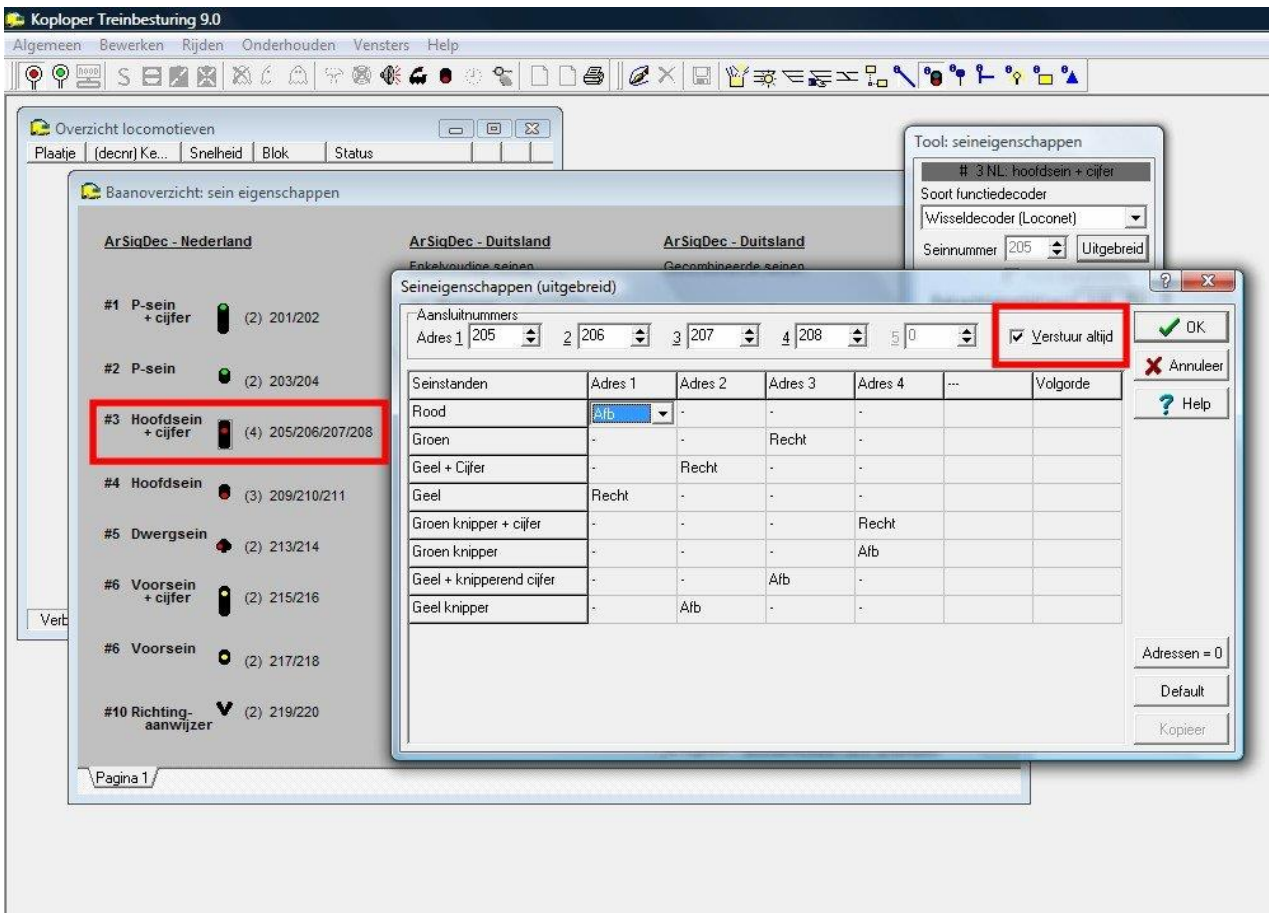 Koploper Treinbesturing 9.0
Algemeen Bewerken Rijden Onderhouden Vensters Help
Overzicht locomotieven
Plaatje (decnr) Ke... Snelheid Blok Status
Baanoverzicht: sein eigenschappen
ArSigDec - Nederland
ArSigDec - Duitsland
ArSigDec - Duitsland
Enkelvoudige seinen
Gecombineerde seinen
#1 P-sein + cijfer (2) 201/202
#2 P-sein (2) 203/204
#3 Hoofdsein + cijfer (4) 205/206/207/208
#4 Hoofdsein (3) 209/210/211
#5 Dwergsein (2) 213/214
#6 Voorsein + cijfer (2) 215/216
#6 Voorsein (2) 217/218
#10 Richting- aanwijzer (2) 219/220
Verb
Pagina 1
Tool: seineigenschappen
# 3 NL: hoofdsein + cijfer
Soort functiedecoder
Wisseldecoder (Loconet)
Seinnummer 205 Uitgebreid
Seineigenschappen (uitgebreid)
Aansluitnummers
Adres 1 205 2 206 3 207 4 208 5 0
Verstuur altijd
OK
Annuleer
Help
Seinstanden Adres 1 Adres 2 Adres 3 Adres 4 --- Volgorde
Rood Afb - - -
Groen - - Recht -
Geel + Cijfer - Recht - -
Geel Recht - - -
Groen knipper + cijfer - - - Recht
Groen knipper - - - Afb
Geel + knipperend cijfer - - Afb -
Geel knipper - Afb - -
Adressen = 0
Default
Kopieer